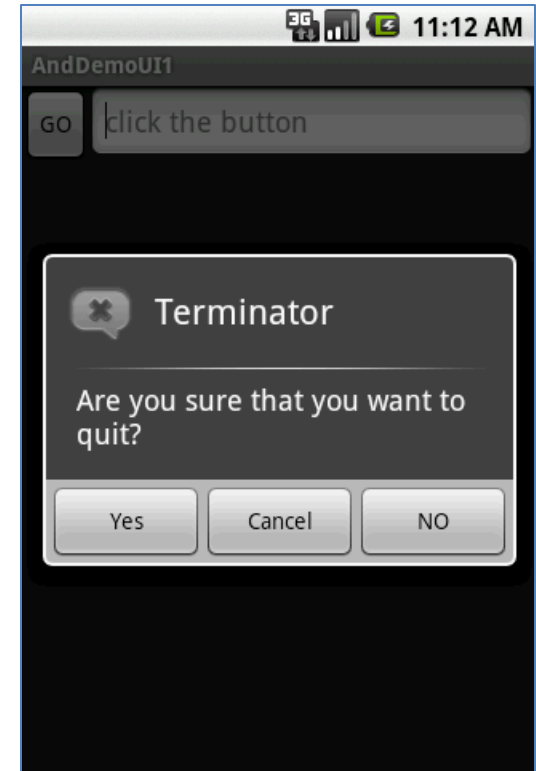 3G 11:12 AM
AndDemoUI1
GO click the button
Terminator
Are you sure that you want to
quit?
Yes Cancel NO